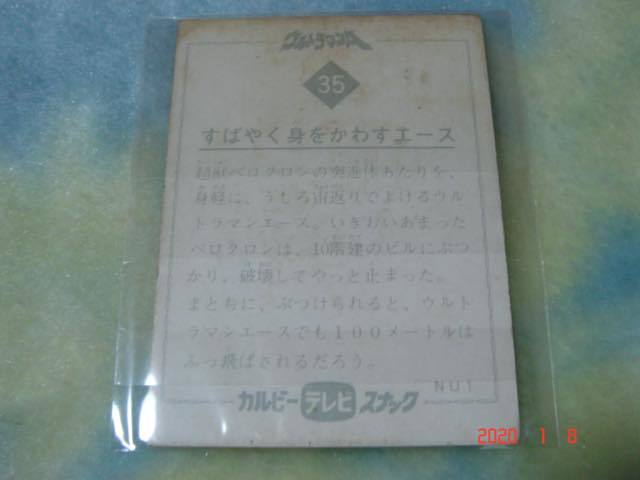 ウルトラマンA
35
すばやく身をかわすエース
超獣ベロクロンの突進体あたりを、
身軽に、うしろ宙返りでよけるウル
トラマンエース。いきおいあまった
ベロクロンは、10階建のビルにぶつ
かり、破壊してやっと止まった。
まともに、ぶつけられると、ウルト
ラマンエースでも100メートルは
ふっ飛ばされるだろう。
NU1
カルビー テレビ スナック
2020 1 8